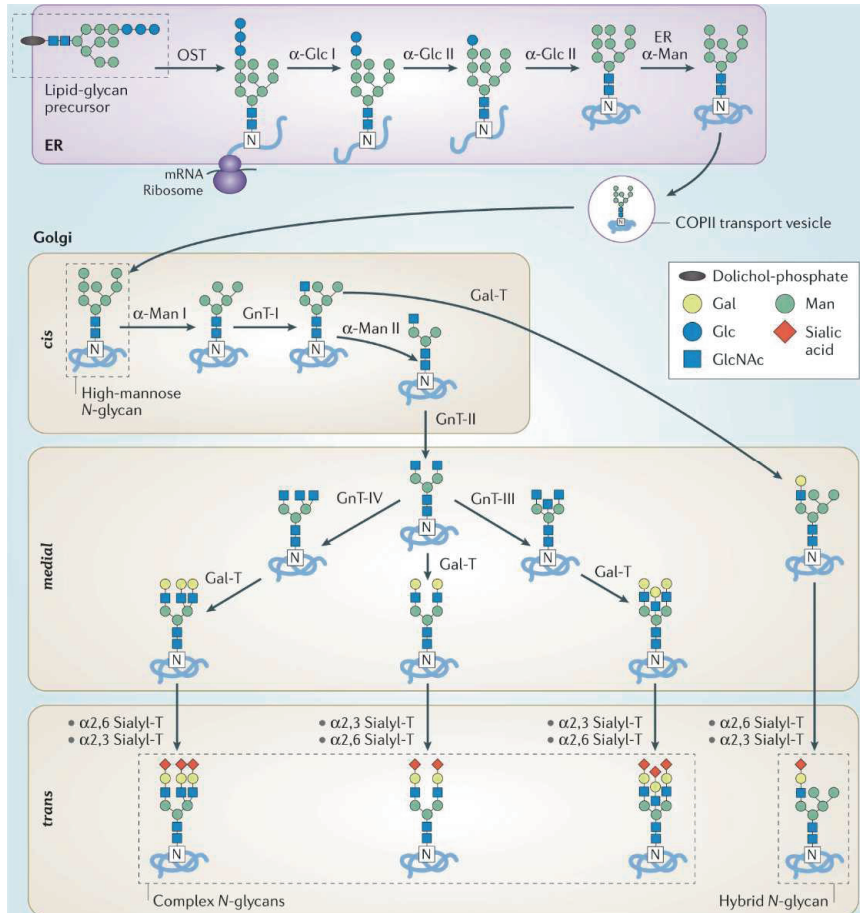 OST
α-Glc I
α-Glc II
α-Glc II
ER
α-Man
Lipid-glycan
precursor
N
N
N
N
N
ER
mRNA
Ribosome
N
COPII transport vesicle
Golgi
Dolichol-phosphate
Gal
Man
Glc
Sialic
acid
GlcNAc
cis
α-Man I
GnT-I
α-Man II
Gal-T
N
N
N
N
High-mannose
N-glycan
GnT-II
medial
GnT-IV
GnT-III
N
N
N
N
Gal-T
Gal-T
Gal-T
N
N
N
trans
• α2,6 Sialyl-T
• α2,3 Sialyl-T
• α2,3 Sialyl-T
• α2,6 Sialyl-T
• α2,3 Sialyl-T
• α2,6 Sialyl-T
• α2,6 Sialyl-T
• α2,3 Sialyl-T
N
N
N
N
Complex N-glycans
Hybrid N-glycan